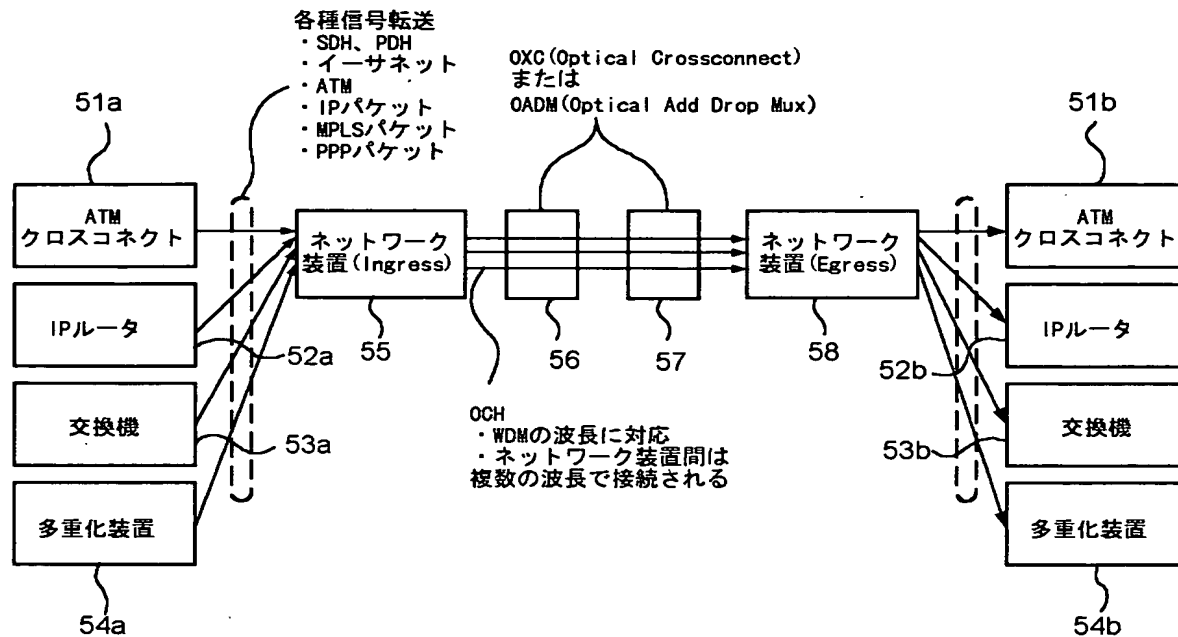 各種信号転送
・SDH、PDH
・イーサネット
・ATM
・IPパケット
・MPLSパケット
・PPPパケット
OXC(Optical Crossconnect)
または
OADM(Optical Add Drop Mux)
51a
51b
ATM
クロスコネクト
ネットワーク
装置(Ingress)
ネットワーク
装置(Egress)
ATM
クロスコネクト
55
56
57
58
IPルータ
52a
52b
IPルータ
交換機
53a
OCH
・WDMの波長に対応
・ネットワーク装置間は
複数の波長で接続される
53b
交換機
多重化装置
多重化装置
54a
54b